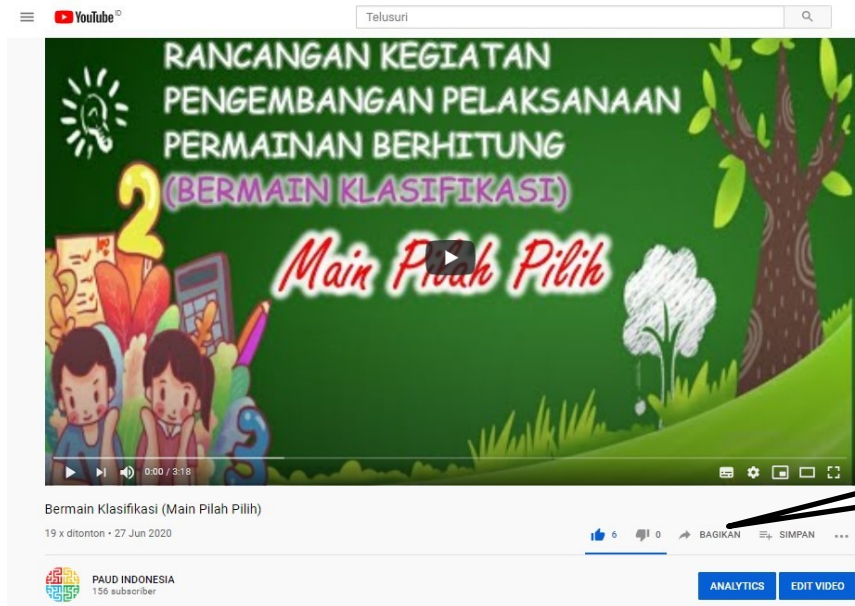 YouTube ID
Telusuri
RANCANGAN KEGIATAN
PENGEMBANGAN PELAKSANAAN
PERMAINAN BERHITUNG
(BERMAIN KLASIFIKASI)
Main Pilah Pilih
2
3
0:00 / 3:18
Bermain Klasifikasi (Main Pilah Pilih)
19 x ditonton • 27 Jun 2020
6 0 BAGIKAN SIMPAN
PAUD INDONESIA
156 subscriber
ANALYTICS EDIT VIDEO